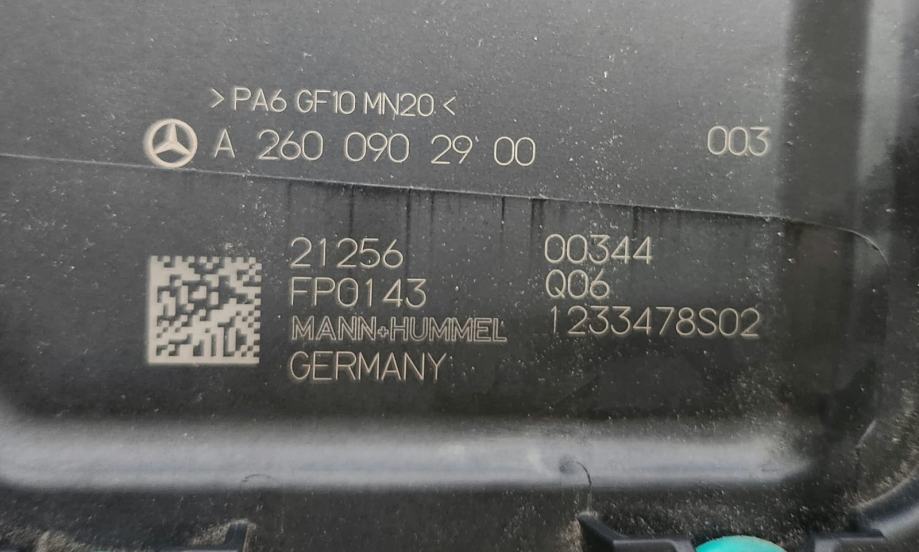 >PA6 GF10 MN20<
A 260 090 29 00 003
21256 00344
FP0143 Q06
MANN+HUMMEL 1233478S02
GERMANY